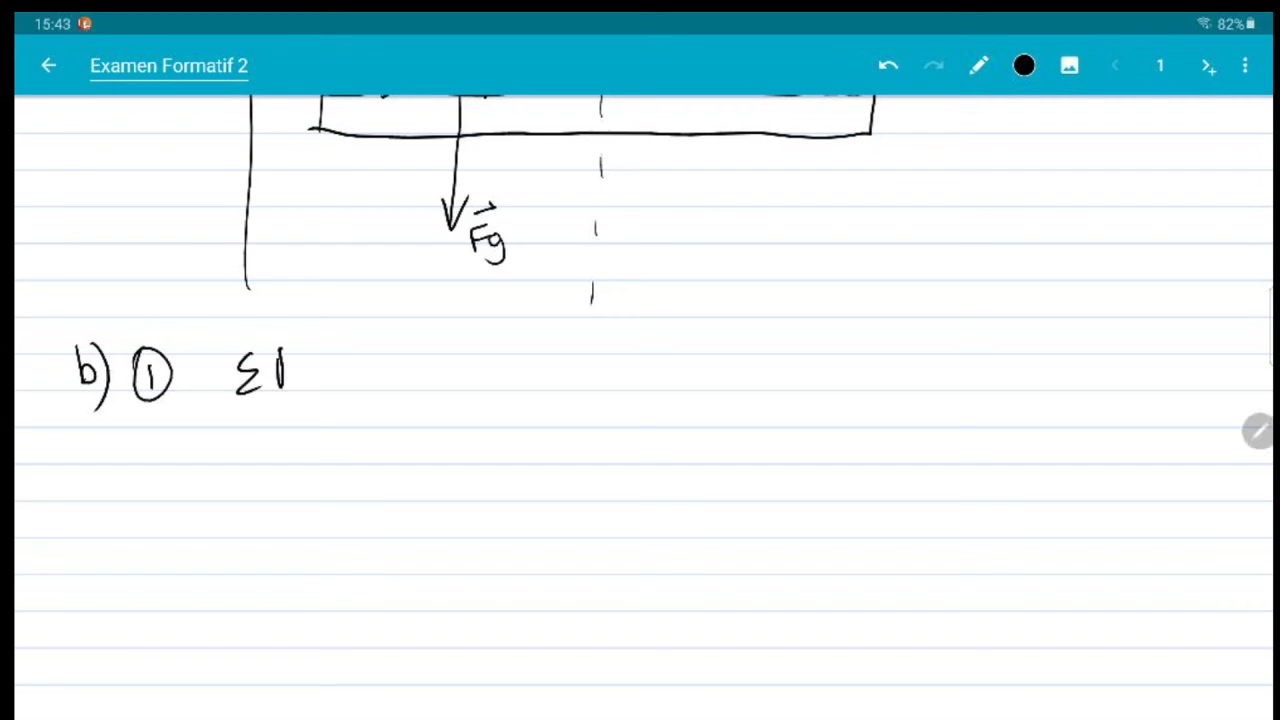 15:43 82%
Examen Formatif 2
1
Fg
b) ① Σ